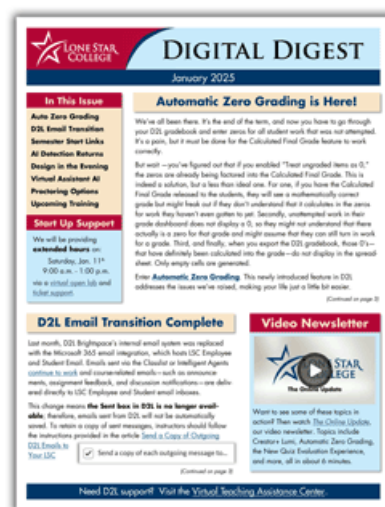 LONE STAR
COLLEGE
DIGITAL DIGEST
January 2025
In This Issue
Auto Zero Grading
D2L Email Transition
Semester Start Links
AI Detection Returns
Design in the Evening
Virtual Assistant AI
Proctoring Options
Upcoming Training
Start Up Support
We will be providing
extended hours on:
Saturday, Jan. 11th
9:00 a.m. - 1:00 p.m.
via a virtual open lab and
ticket support.
Automatic Zero Grading is Here!
We've all been there. It's the end of the term, and now you have to go through
your D2L gradebook and enter zeros for all student work that was not attempted.
It's a pain, but it must be done for the Calculated Final Grade feature to work
correctly.
But wait —you've figured out that if you enabled "Treat ungraded items as 0,"
the zeros are already being factored into the Calculated Final Grade. This is
indeed a solution, but a less than ideal one. For one, if you have the Calculated
Final Grade released to the students, they will see a mathematically correct
grade but might freak out if they don't understand that it calculates in the zeros
for work they haven't even gotten to yet. Secondly, unattempted work in their
grade dashboard does not display a 0, so they might not understand that there
actually is a zero for that grade and might assume that they can still turn in work
for a grade. Third, and finally, when you export the D2L gradebook, those 0's—
that have definitely been calculated into the grade—do not display in the spread-
sheet. Only empty cells are generated.
Enter Automatic Zero Grading. This newly introduced feature in D2L
addresses the issues we've raised, making your life just a little bit easier.
(Continued on page 2)
D2L Email Transition Complete
Last month, D2L Brightspace's internal email system was replaced
with the Microsoft 365 email integration, which hosts LSC Employee
and Student Email. Emails sent via the Classlist or Intelligent Agents
continue to work and course-related emails—such as announce-
ments, assignment feedback, and discussion notifications—are deliv-
ered directly to LSC Employee and Student email inboxes.
This change means the Sent box in D2L is no longer avail-
able; therefore, emails sent from D2L will not be automatically
saved. To retain a copy of sent messages, instructors should follow
the instructions provided in the article Send a Copy of Outgoing
D2L Emails to
Your LSC
Send a copy of each outgoing message to...
(Continued on page 3)
Video Newsletter
LONE STAR
COLLEGE
The Online Update
Want to see some of these topics in
action? Then watch The Online Update,
our video newsletter. Topics include
Creator+ Lumi, Automatic Zero Grading,
the New Quiz Evaluation Experience,
and more, all in about 6 minutes.
Need D2L support? Visit the Virtual Teaching Assistance Center.